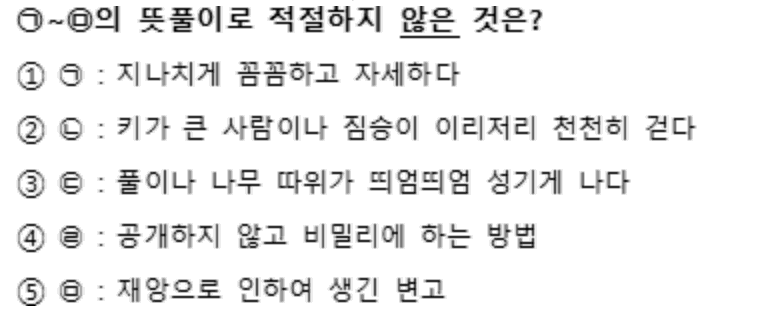 ㉠~㉤의 뜻풀이로 적절하지 않은 것은?
① ㉠ : 지나치게 꼼꼼하고 자세하다
② ㉡ : 키가 큰 사람이나 짐승이 이리저리 천천히 걷다
③ ㉢ : 풀이나 나무 따위가 띄엄띄엄 성기게 나다
④ ㉣ : 공개하지 않고 비밀리에 하는 방법
⑤ ㉤ : 재앙으로 인하여 생긴 변고